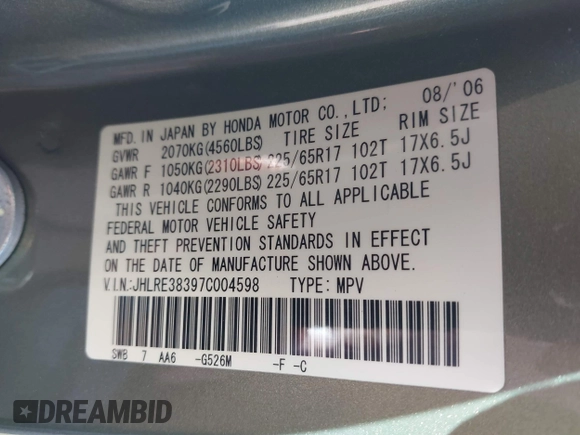 MFD. IN JAPAN BY HONDA MOTOR CO.,LTD: 08/'06
GVWR 2070KG(4560LBS) TIRE SIZE RIM SIZE
GAWR F 1050KG(2310LBS) 225/65R17 102T 17X6.5J
GAWR R 1040KG(2290LBS) 225/65R17 102T 17X6.5J
THIS VEHICLE CONFORMS TO ALL APPLICABLE
FEDERAL MOTOR VEHICLE SAFETY
AND THEFT PREVENTION STANDARDS IN EFFECT
ON THE DATE OF MANUFACTURE SHOWN ABOVE.
V.I.N.:JHLRE38397C004598 TYPE: MPV
SWB 7 AA6 -G526M -F -C
DREAMBID